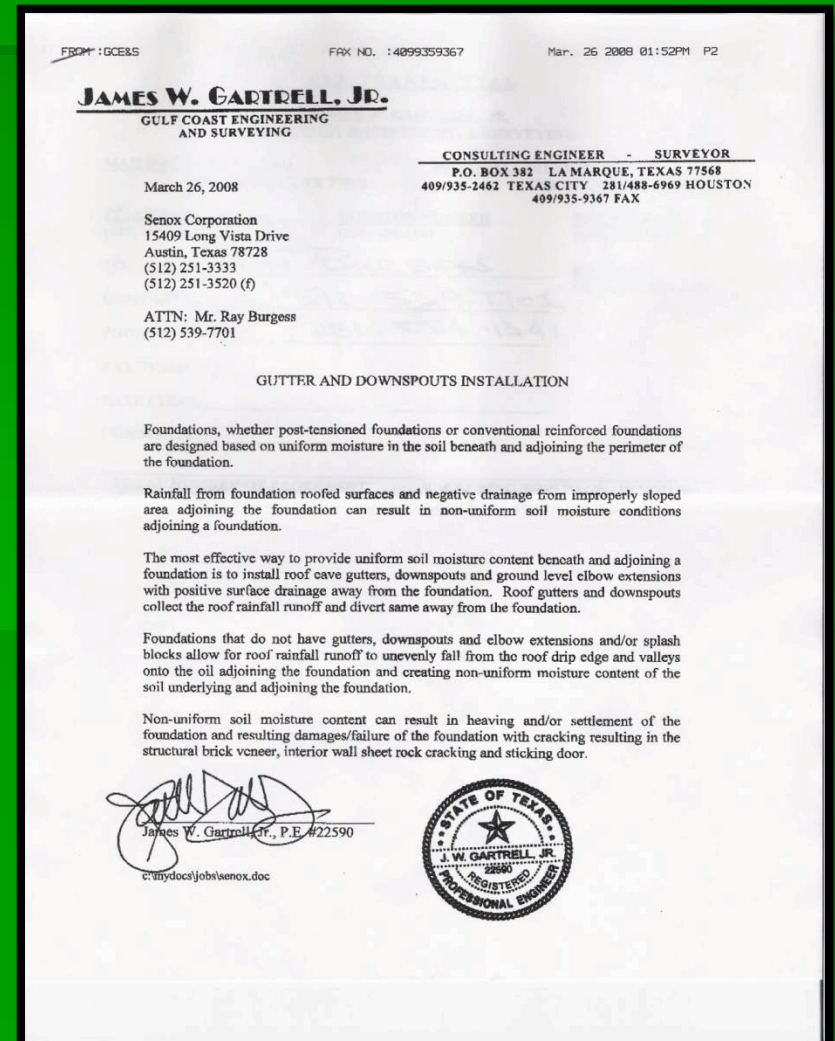 FROM :GCE&S FAX NO. :4099359367 Mar. 26 2008 01:52PM P2
JAMES W. GARTRELL, JR.
GULF COAST ENGINEERING
AND SURVEYING
CONSULTING ENGINEER - SURVEYOR
P.O. BOX 382 LA MARQUE, TEXAS 77568
409/935-2462 TEXAS CITY 281/488-6969 HOUSTON
409/935-9367 FAX
March 26, 2008
Senox Corporation
15409 Long Vista Drive
Austin, Texas 78728
(512) 251-3333
(512) 251-3520 (f)
ATTN: Mr. Ray Burgess
(512) 539-7701
GUTTER AND DOWNSPOUTS INSTALLATION
Foundations, whether post-tensioned foundations or conventional reinforced foundations
are designed based on uniform moisture in the soil beneath and adjoining the perimeter of
the foundation.
Rainfall from foundation roofed surfaces and negative drainage from improperly sloped
area adjoining the foundation can result in non-uniform soil moisture conditions
adjoining a foundation.
The most effective way to provide uniform soil moisture content beneath and adjoining a
foundation is to install roof eave gutters, downspouts and ground level elbow extensions
with positive surface drainage away from the foundation. Roof gutters and downspouts
collect the roof rainfall runoff and divert same away from the foundation.
Foundations that do not have gutters, downspouts and elbow extensions and/or splash
blocks allow for roof rainfall runoff to unevenly fall from the roof drip edge and valleys
onto the oil adjoining the foundation and creating non-uniform moisture content of the
soil underlying and adjoining the foundation.
Non-uniform soil moisture content can result in heaving and/or settlement of the
foundation and resulting damages/failure of the foundation with cracking resulting in the
structural brick veneer, interior wall sheet rock cracking and sticking door.
James W. Gartrell, Jr., P.E. #22590
c:\mydocs\jobs\senox.doc
STATE OF TEXAS
J. W. GARTRELL, JR.
22590
REGISTERED
PROFESSIONAL ENGINEER